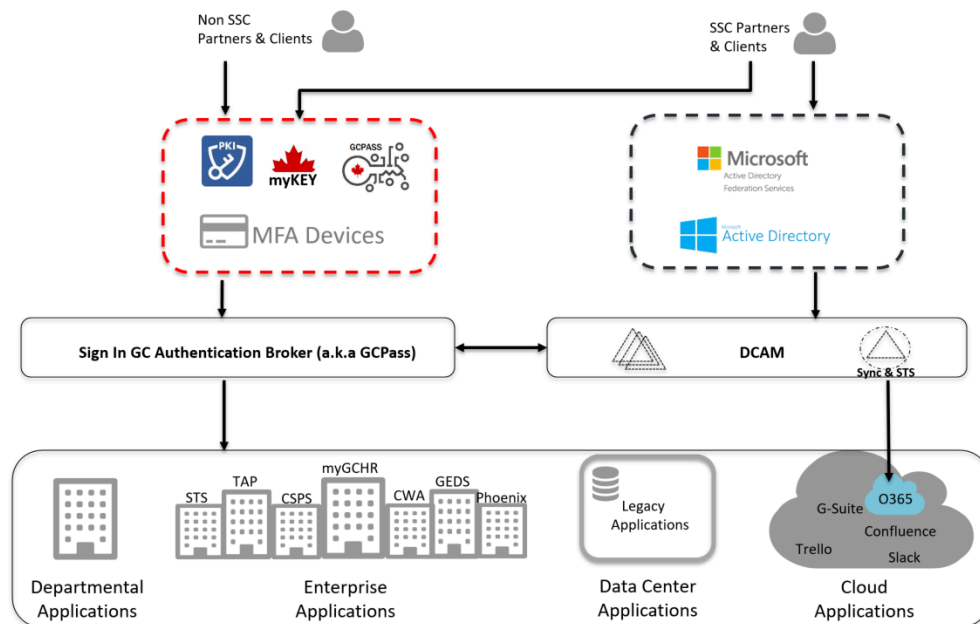 Non SSC
Partners & Clients
SSC Partners
& Clients
PKI
myKEY
GCPASS
MFA Devices
Microsoft
Active Directory
Federation Services
Microsoft
Active Directory
Sign In GC Authentication Broker (a.k.a GCPass)
DCAM
Sync & STS
STS
TAP
CSPS
myGCHR
CWA
GEDS
Phoenix
Legacy
Applications
O365
G-Suite
Confluence
Trello
Slack
Departmental
Applications
Enterprise
Applications
Data Center
Applications
Cloud
Applications